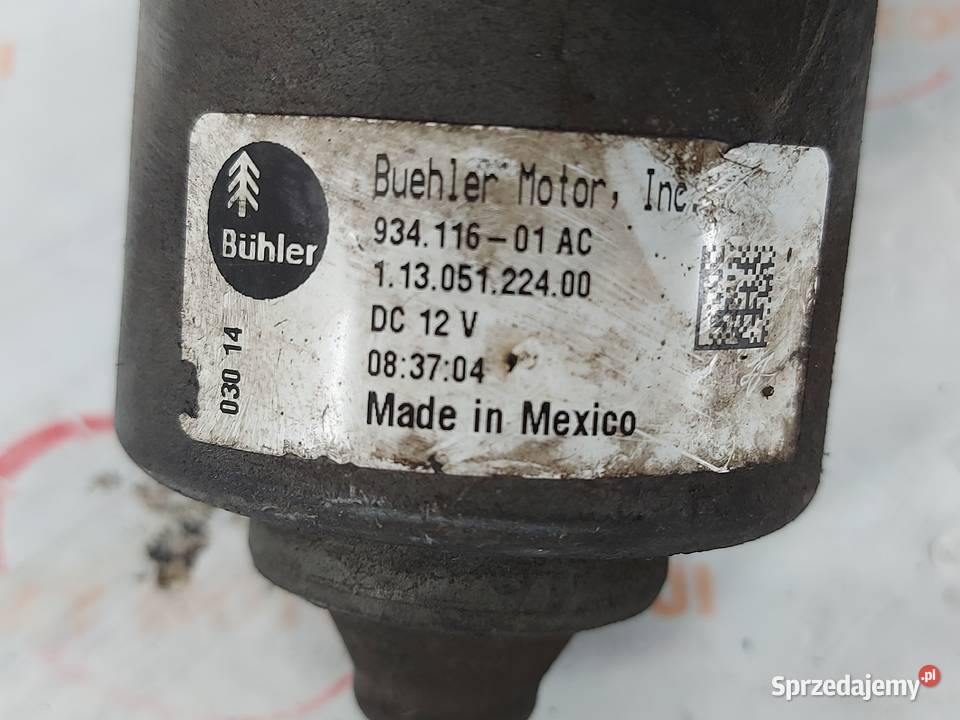 Bühler
Buehler Motor, Inc.
934.116-01 AC
1.13.051.224.00
DC 12 V
08:37:04
Made in Mexico
030 14
Sprzedajemy.pl